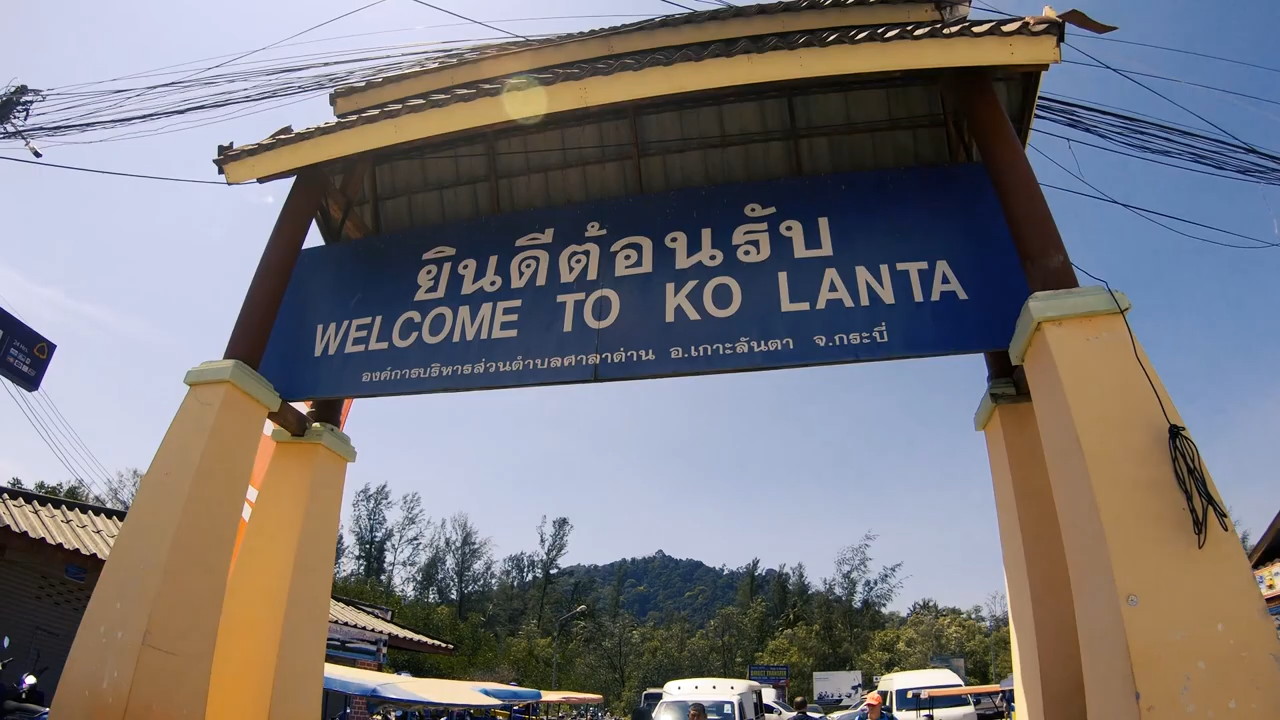 ยินดีต้อนรับ
WELCOME TO KO LANTA
องค์การบริหารส่วนตำบลศาลาด่าน อ.เกาะลันตา จ.กระบี่
24 Hrs.